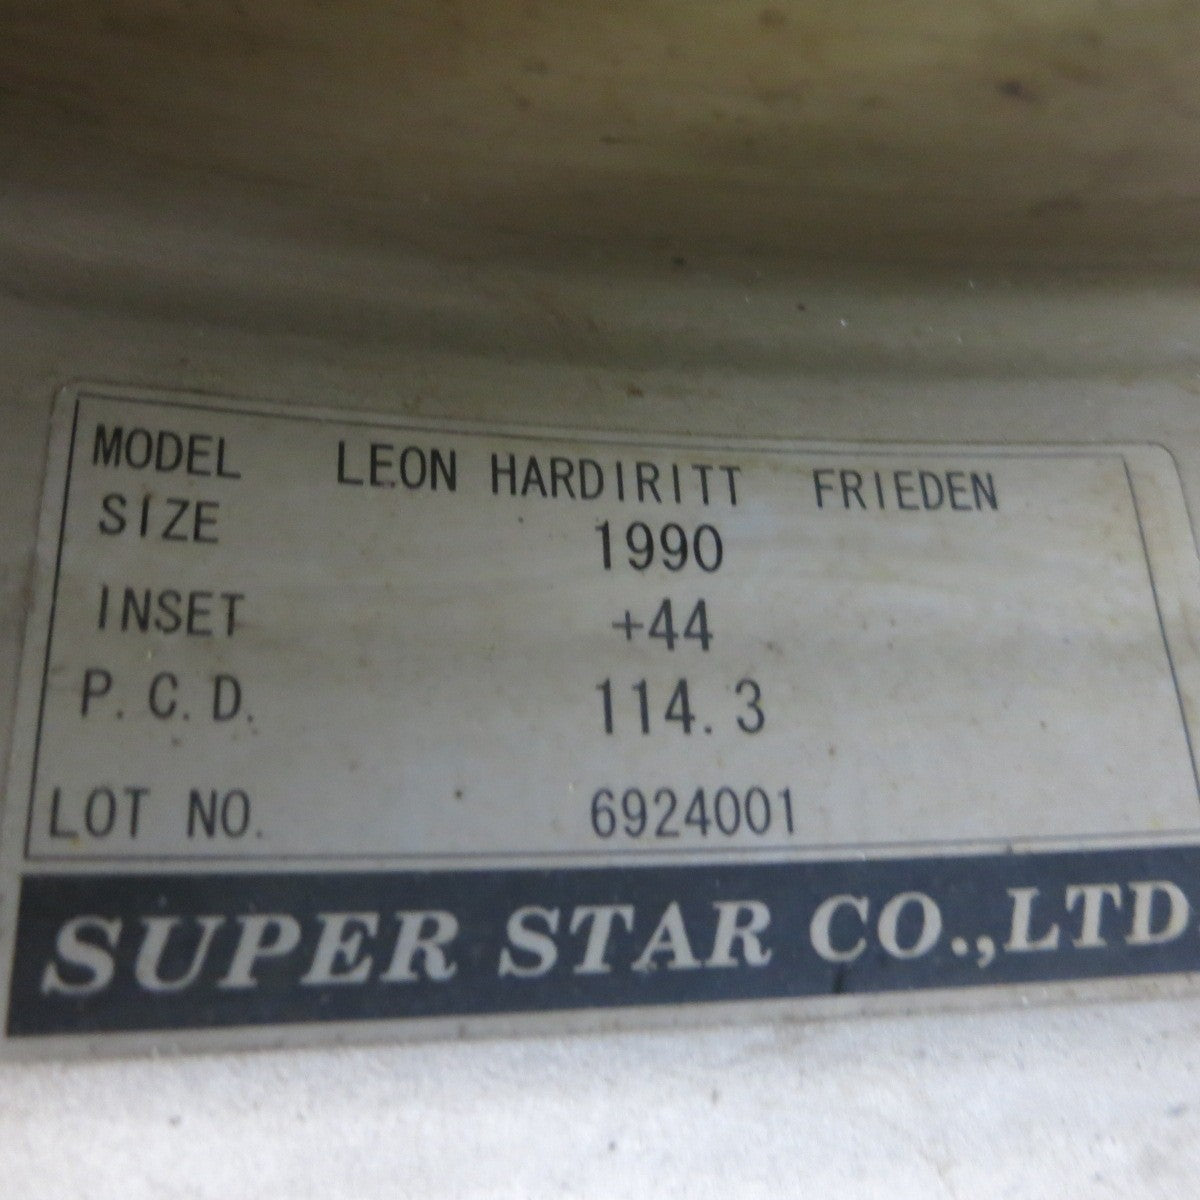 MODEL LEON HARDIRITT FRIEDEN
SIZE 1990
INSET +44
P.C.D. 114.3
LOT NO. 6924001
SUPER STAR CO.,LTD